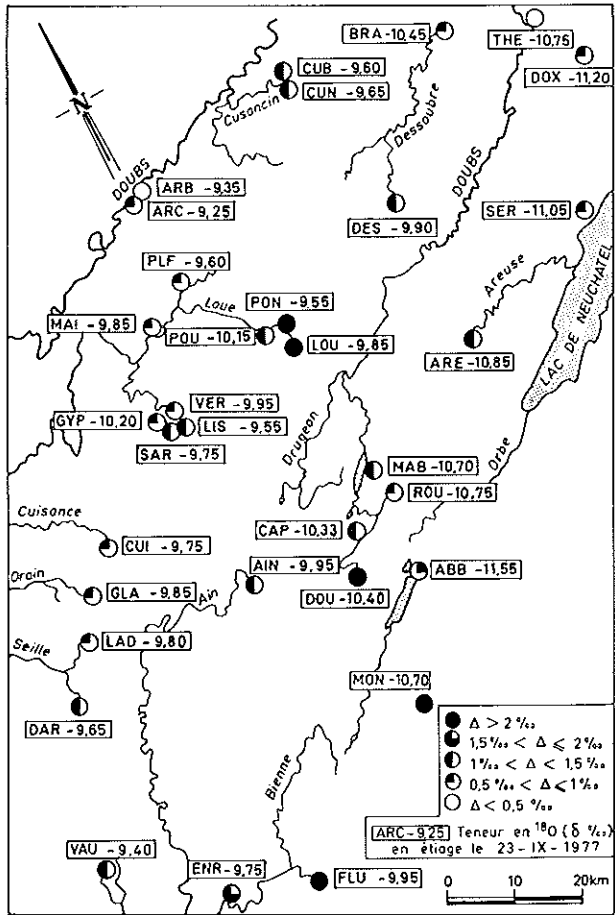 BRA -10,45
THE -10,75
DOX -11,20
CUB -9,60
CUN -9,65
Cusancin
Dessoubre
N
DOUBS
DOUBS
ARB -9,35
ARC -9,25
DES -9,90
SER -11,05
PLF -9,60
Areuse
Loue
PON -9,55
MAI -9,85
POU -10,15
LOU -9,85
ARE -10,85
LAC DE NEUCHATEL
VER -9,95
GYP -10,20
LIS -9,55
SAR -9,75
Drugeon
MAB -10,70
Orbe
ROU -10,75
Cuisance
CAP -10,33
CUI -9,75
AIN -9,95
ABB -11,55
Orain
Ain
GLA -9,85
DOU -10,40
Seille
LAD -9,80
MON -10,70
DAR -9,65
Δ > 2 ‰
1,5 ‰ < Δ ≤ 2 ‰
1 ‰ < Δ < 1,5 ‰
0,5 ‰ < Δ ≤ 1 ‰
Δ < 0,5 ‰
Bienne
ARC -9,25 Teneur en ¹⁸O (δ ‰)
en étiage le 23-IX-1977
VAU -9,40
ENR -9,75
FLU -9,95
0 10 20km